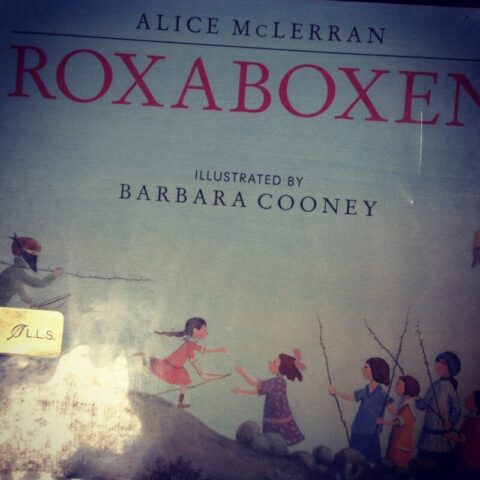 ALICE McLERRAN
ROXABOXEN
ILLUSTRATED BY
BARBARA COONEY
L.L.S.